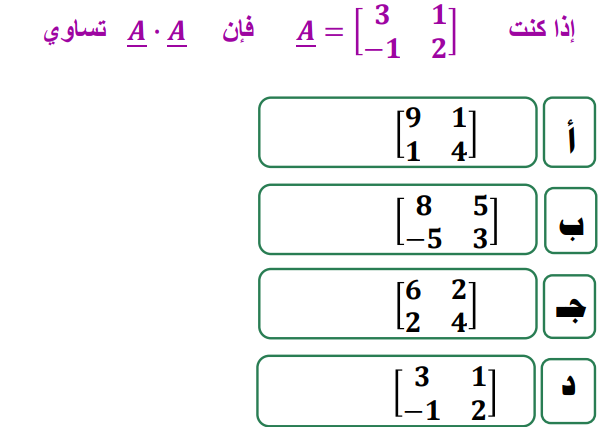 إذا كنت A = [3 1; −1 2] فإن A · A تساوي
أ [9 1; 1 4]
ب [8 5; −5 3]
جـ [6 2; 2 4]
د [3 1; −1 2]